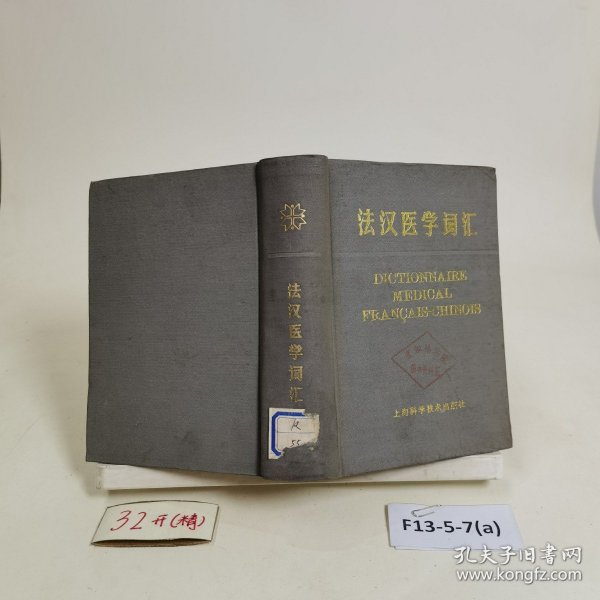 法汉医学词汇
DICTIONNAIRE
MEDICAL
FRANÇAIS-CHINOIS
上海科学技术出版社
法汉医学词汇
R
55
32开(精)
F13-5-7(a)
孔夫子旧书网
www.kongfz.com